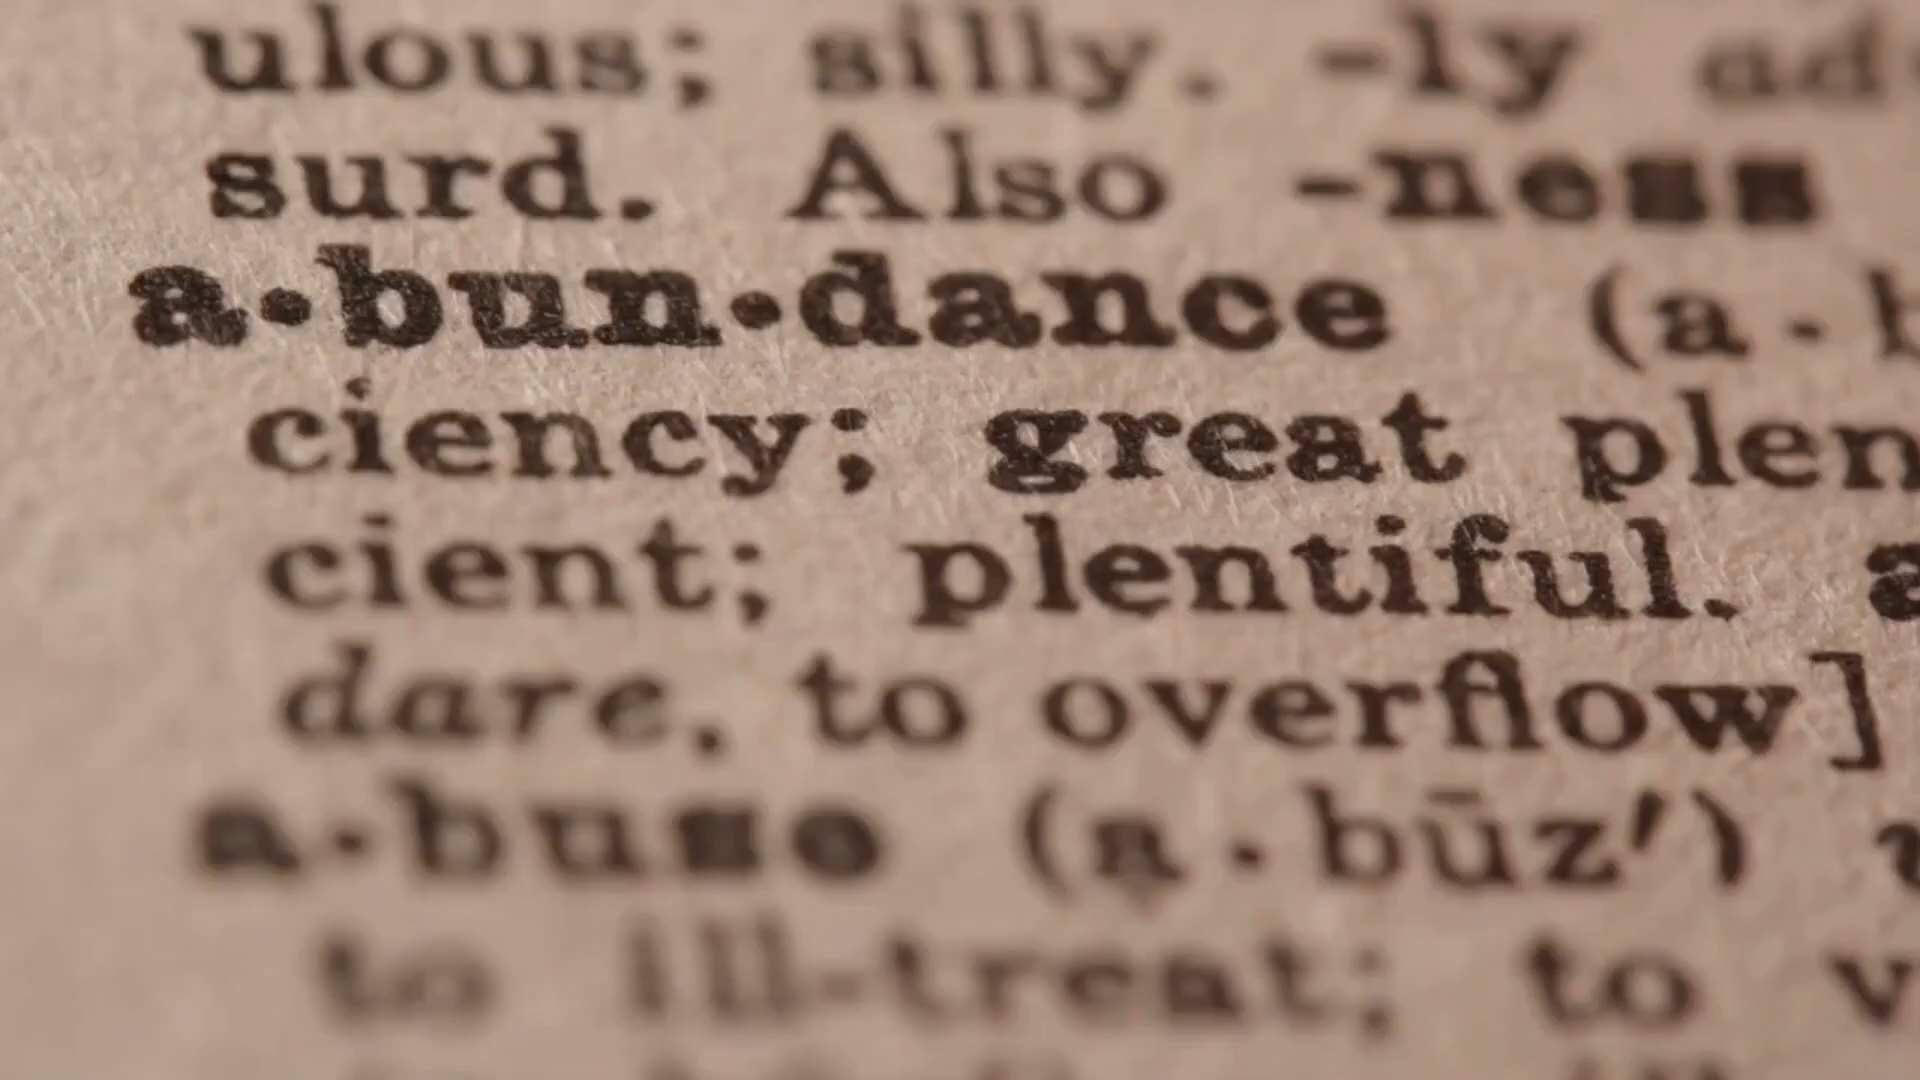 ulous; silly. -ly
surd. Also -ness
a·bun·dance (a·b
ciency; great plen
cient; plentiful. a
dare, to overflow]
a·buse (a·būz′) v
to ill-treat; to v